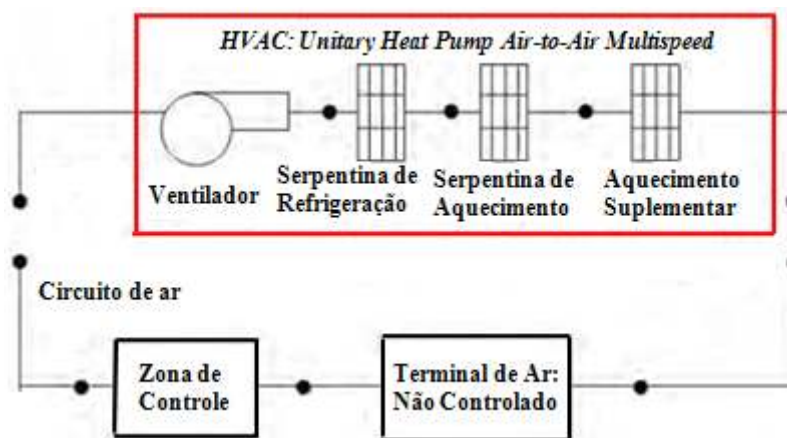 HVAC: Unitary Heat Pump Air-to-Air Multispeed
Ventilador
Serpentina de
Refrigeração
Serpentina de
Aquecimento
Aquecimento
Suplementar
Circuito de ar
Zona de
Controle
Terminal de Ar:
Não Controlado